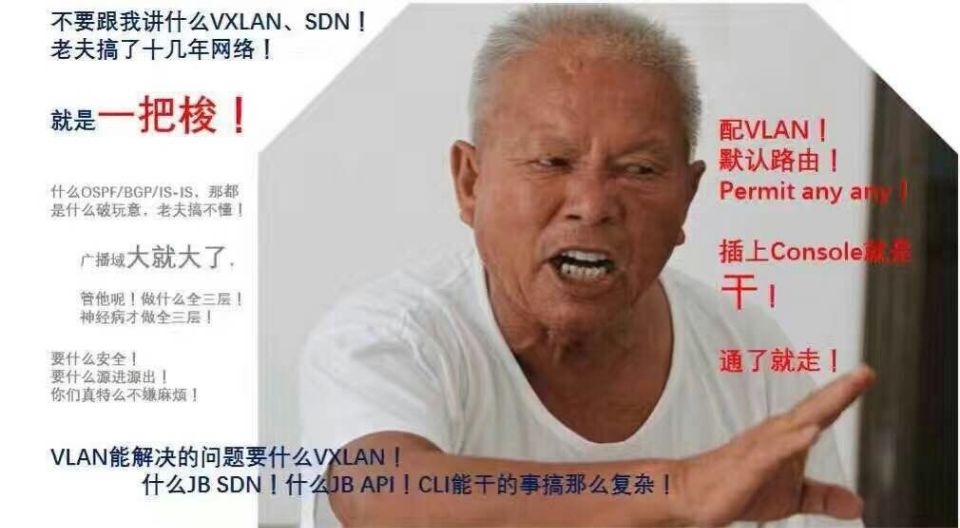 不要跟我讲什么VXLAN、SDN！
老夫搞了十几年网络！
就是一把梭！
什么OSPF/BGP/IS-IS，那都
是什么破玩意，老夫搞不懂！
广播域大就大了，
管他呢！做什么全三层！
神经病才做全三层！
要什么安全！
要什么源进源出！
你们真特么不嫌麻烦！
配VLAN！
默认路由！
Permit any any！
插上Console就是
干！
通了就走！
VLAN能解决的问题要什么VXLAN！
什么JB SDN！什么JB API！CLI能干的事搞那么复杂！